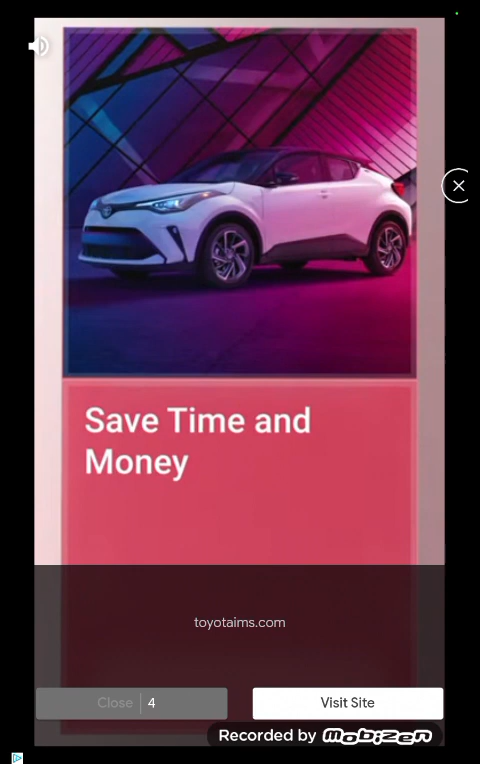 Save Time and
Money
toyotaims.com
Close 4
Visit Site
Recorded by Mobizen